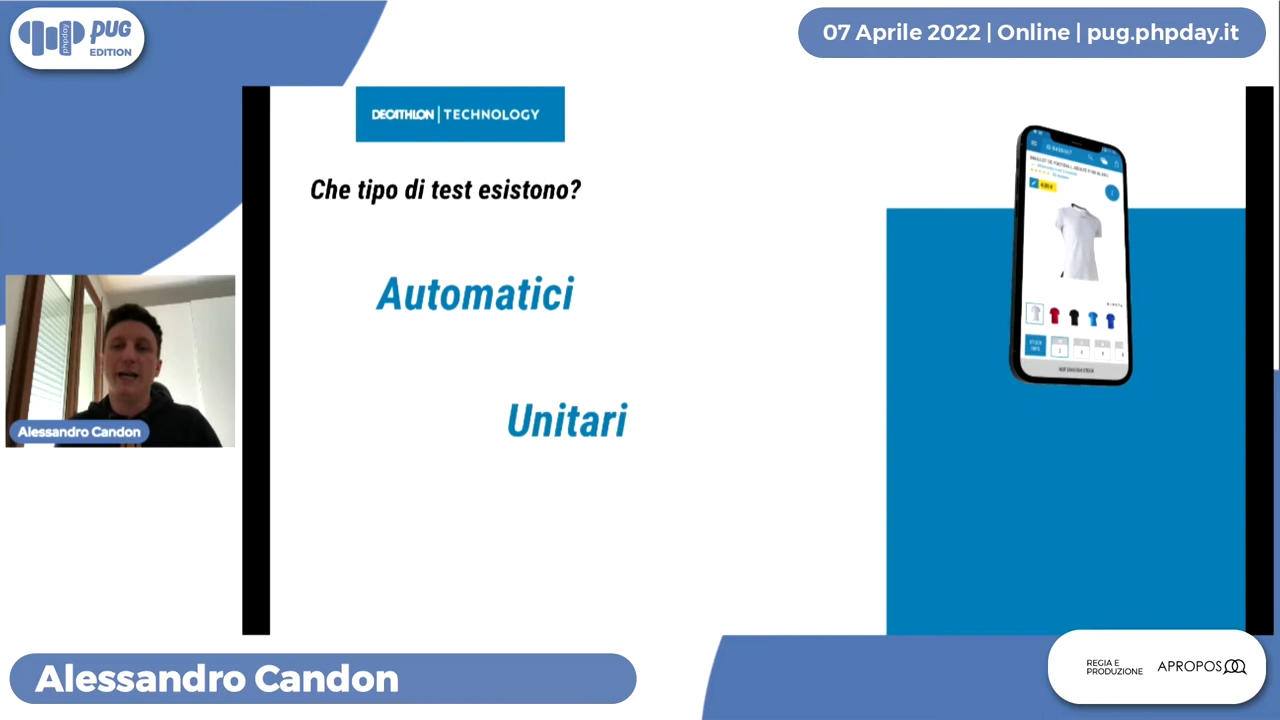 phpday
PUG
EDITION
07 Aprile 2022 | Online | pug.phpday.it
DECATHLON | TECHNOLOGY
Che tipo di test esistono?
Automatici
Unitari
Alessandro Candon
Alessandro Candon
REGIA E
PRODUZIONE
APROPOS